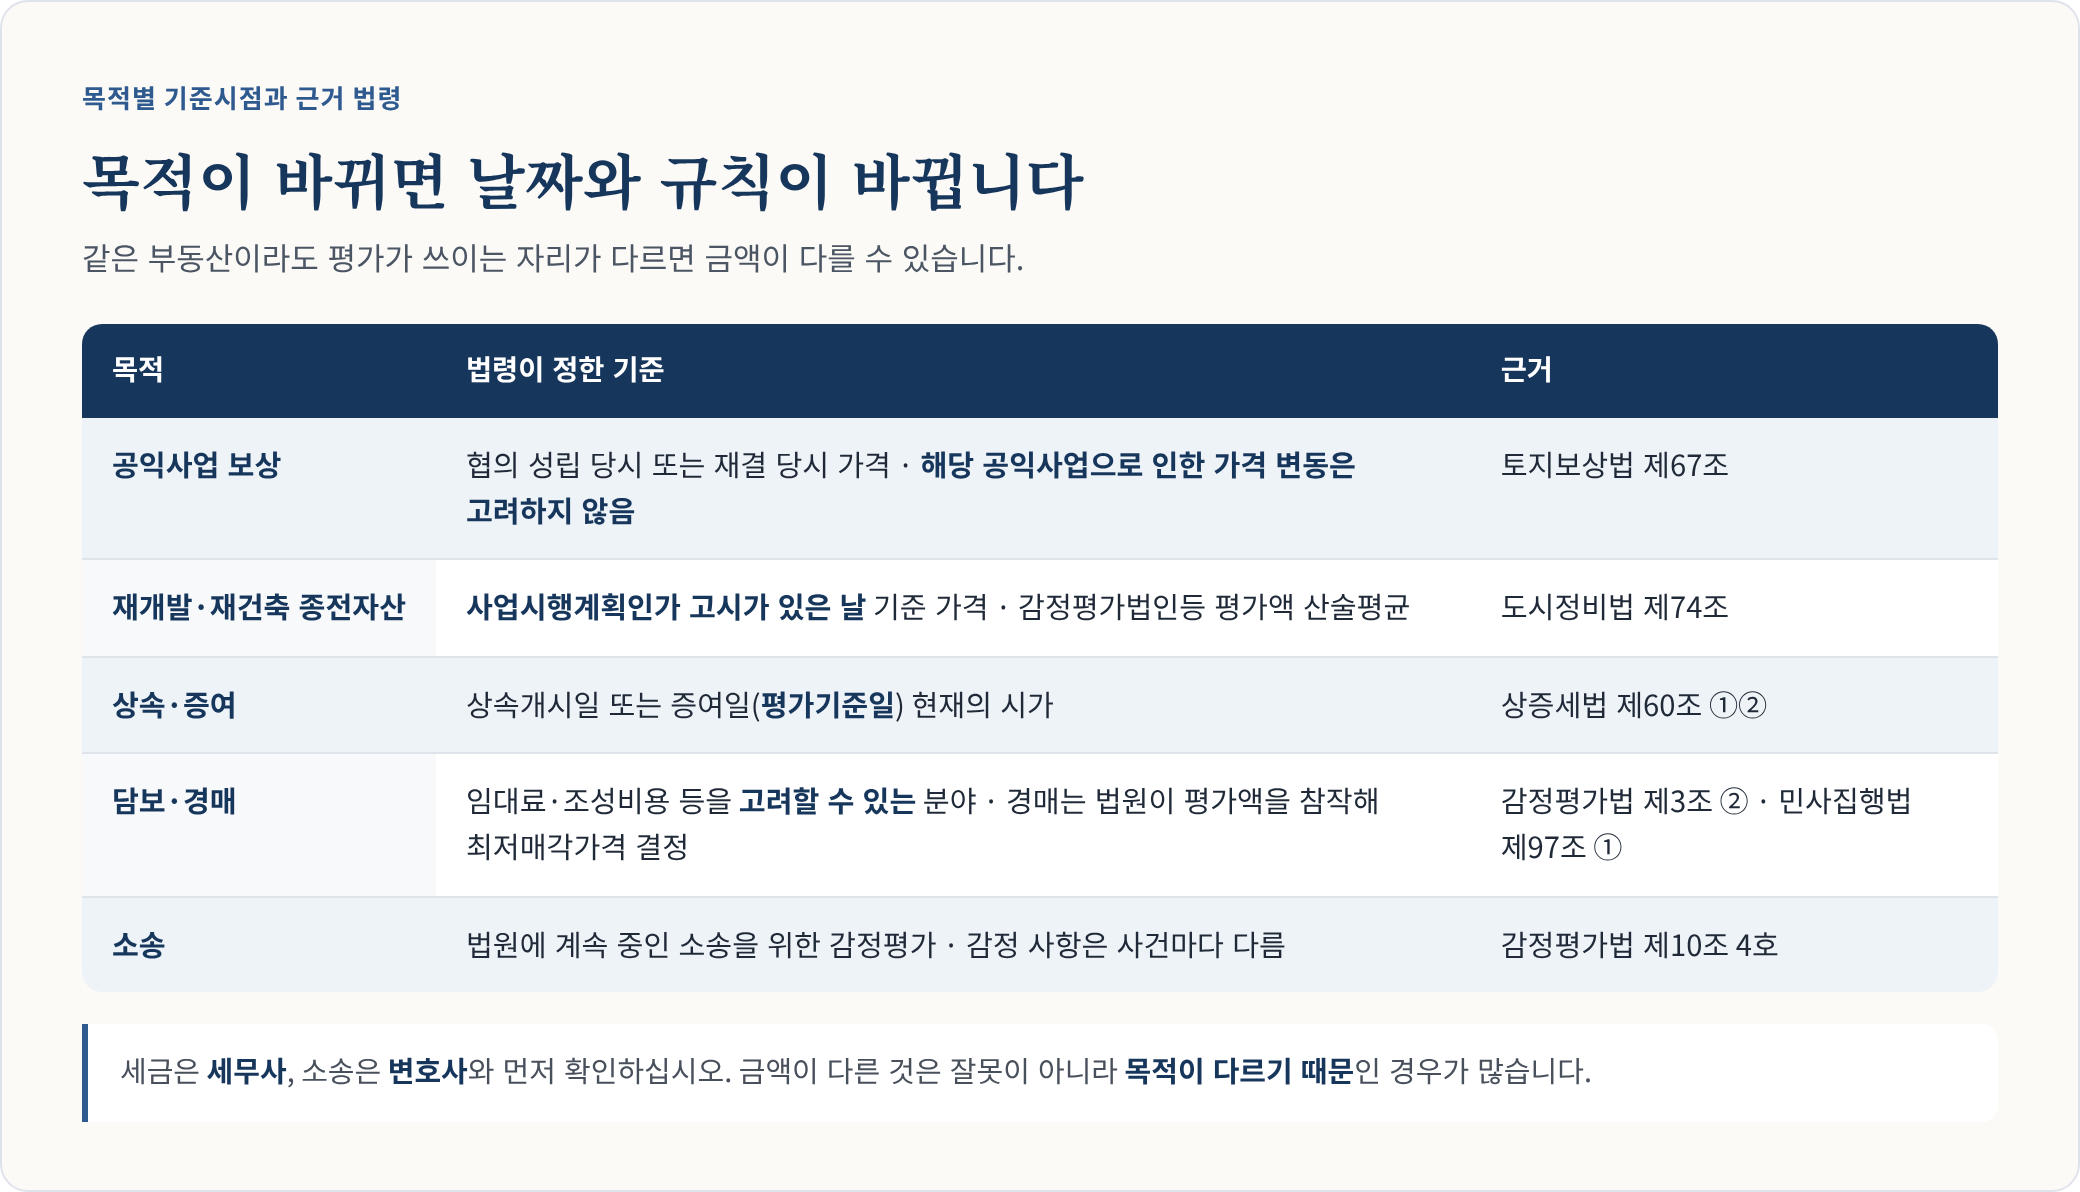 목적별 기준시점과 근거 법령
목적이 바뀌면 날짜와 규칙이 바뀝니다
같은 부동산이라도 평가가 쓰이는 자리가 다르면 금액이 다를 수 있습니다.
목적 법령이 정한 기준 근거
공익사업 보상 협의 성립 당시 또는 재결 당시 가격 · 해당 공익사업으로 인한 가격 변동은 토지보상법 제67조
고려하지 않음
재개발·재건축 종전자산 사업시행계획인가 고시가 있은 날 기준 가격 · 감정평가법인등 평가액 산술평균 도시정비법 제74조
상속·증여 상속개시일 또는 증여일(평가기준일) 현재의 시가 상증세법 제60조 ①②
담보·경매 임대료·조성비용 등을 고려할 수 있는 분야 · 경매는 법원이 평가액을 참작해 감정평가법 제3조 ② · 민사집행법
최저매각가격 결정 제97조 ①
소송 법원에 계속 중인 소송을 위한 감정평가 · 감정 사항은 사건마다 다름 감정평가법 제10조 4호
세금은 세무사, 소송은 변호사와 먼저 확인하십시오. 금액이 다른 것은 잘못이 아니라 목적이 다르기 때문인 경우가 많습니다.